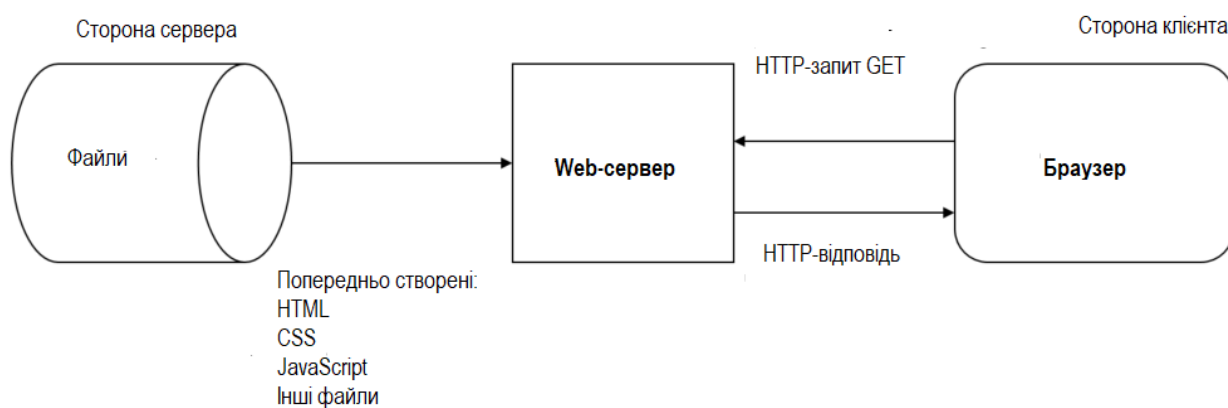 Сторона сервера
Сторона клієнта
HTTP-запит GET
Файли
Web-сервер
Браузер
HTTP-відповідь
Попередньо створені:
HTML
CSS
JavaScript
Інші файли